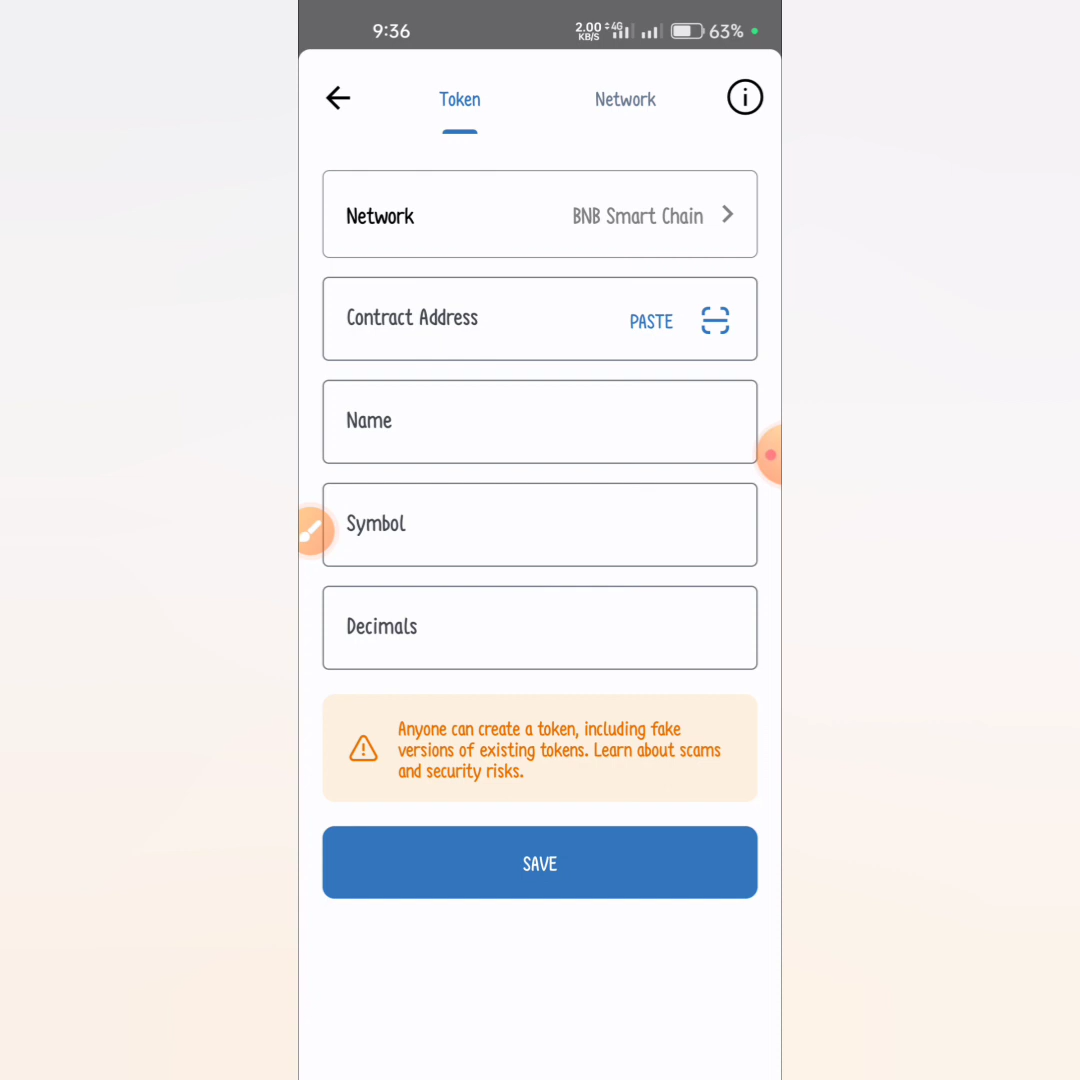 9:36
2.00 KB/S 4G 63%
Token
Network
Network
BNB Smart Chain
Contract Address
PASTE
Name
Symbol
Decimals
Anyone can create a token, including fake
versions of existing tokens. Learn about scams
and security risks.
SAVE